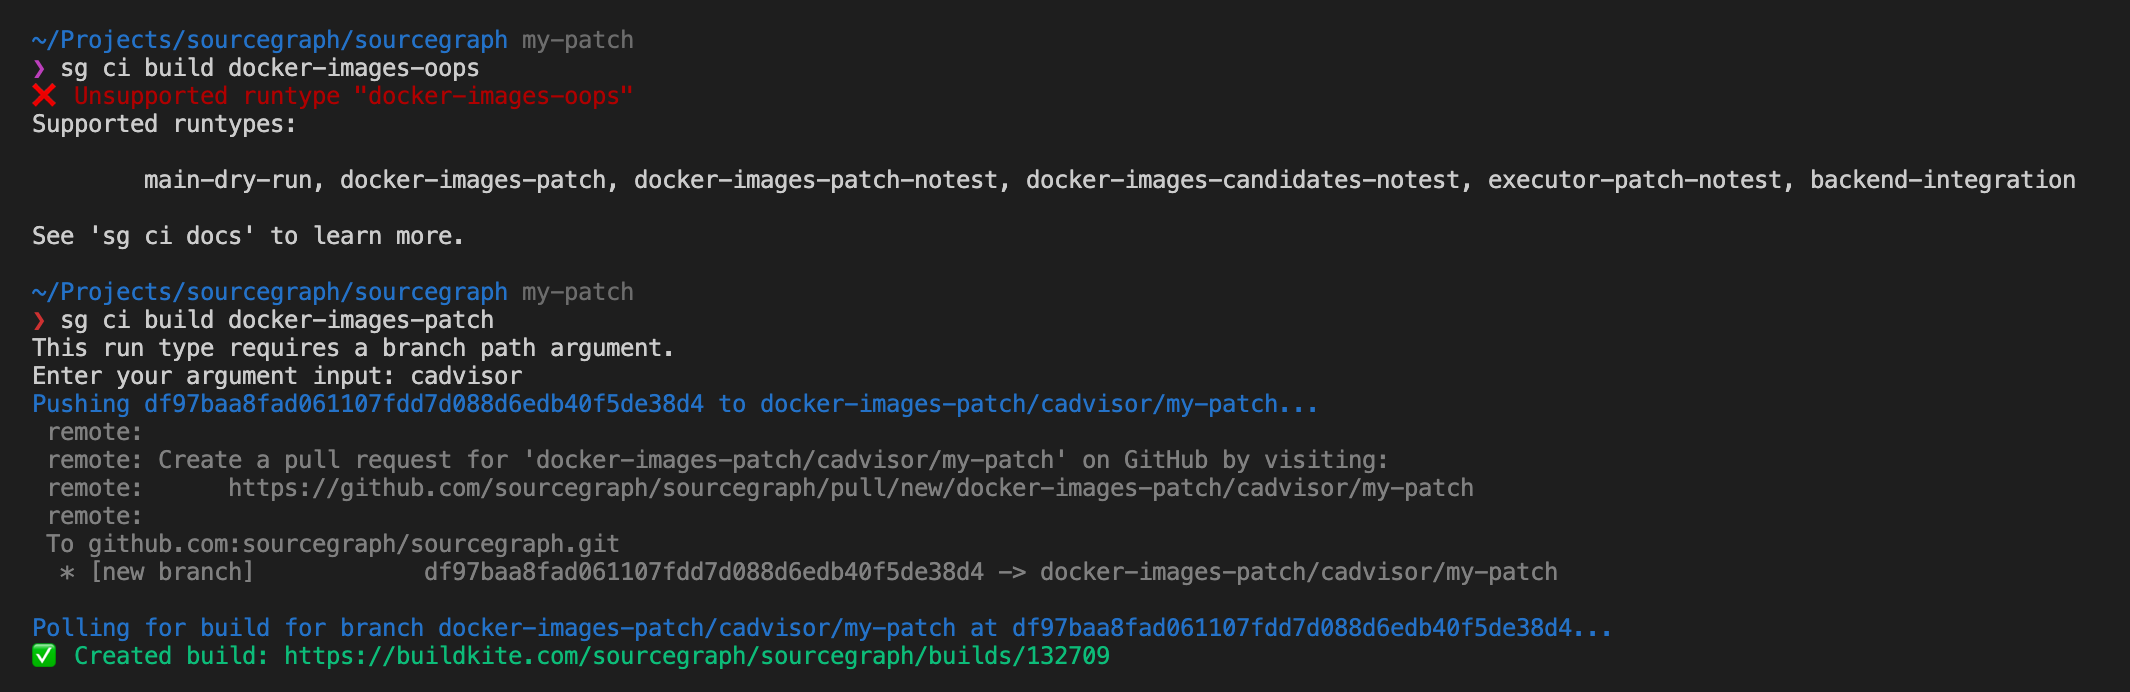 ~/Projects/sourcegraph/sourcegraph my-patch
❯ sg ci build docker-images-oops
❌ Unsupported runtype "docker-images-oops"
Supported runtypes:
main-dry-run, docker-images-patch, docker-images-patch-notest, docker-images-candidates-notest, executor-patch-notest, backend-integration
See 'sg ci docs' to learn more.
~/Projects/sourcegraph/sourcegraph my-patch
❯ sg ci build docker-images-patch
This run type requires a branch path argument.
Enter your argument input: cadvisor
Pushing df97baa8fad061107fdd7d088d6edb40f5de38d4 to docker-images-patch/cadvisor/my-patch...
remote:
remote: Create a pull request for 'docker-images-patch/cadvisor/my-patch' on GitHub by visiting:
remote:      https://github.com/sourcegraph/sourcegraph/pull/new/docker-images-patch/cadvisor/my-patch
remote:
To github.com:sourcegraph/sourcegraph.git
* [new branch]            df97baa8fad061107fdd7d088d6edb40f5de38d4 -> docker-images-patch/cadvisor/my-patch
Polling for build for branch docker-images-patch/cadvisor/my-patch at df97baa8fad061107fdd7d088d6edb40f5de38d4...
✅ Created build: https://buildkite.com/sourcegraph/sourcegraph/builds/132709